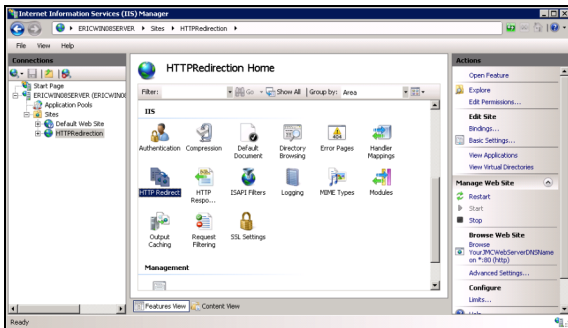 Internet Information Services (IIS) Manager
ERICWIN08SERVER ▸ Sites ▸ HTTPRedirection ▸
File View Help
Connections
Start Page
ERICWIN08SERVER (ERICWIN0
Application Pools
Sites
Default Web Site
HTTPRedirection
HTTPRedirection Home
Filter: Go Show All Group by: Area
IIS
Authentication Compression Default Document Directory Browsing Error Pages Handler Mappings
HTTP Redirect HTTP Respo... ISAPI Filters Logging MIME Types Modules
Output Caching Request Filtering SSL Settings
Management
Features View Content View
Actions
Open Feature
Explore
Edit Permissions...
Edit Site
Bindings...
Basic Settings...
View Applications
View Virtual Directories
Manage Web Site
Restart
Start
Stop
Browse Web Site
Browse
YourJMCWebServerDNSName
on *:80 (http)
Advanced Settings...
Configure
Limits...
Help
Ready